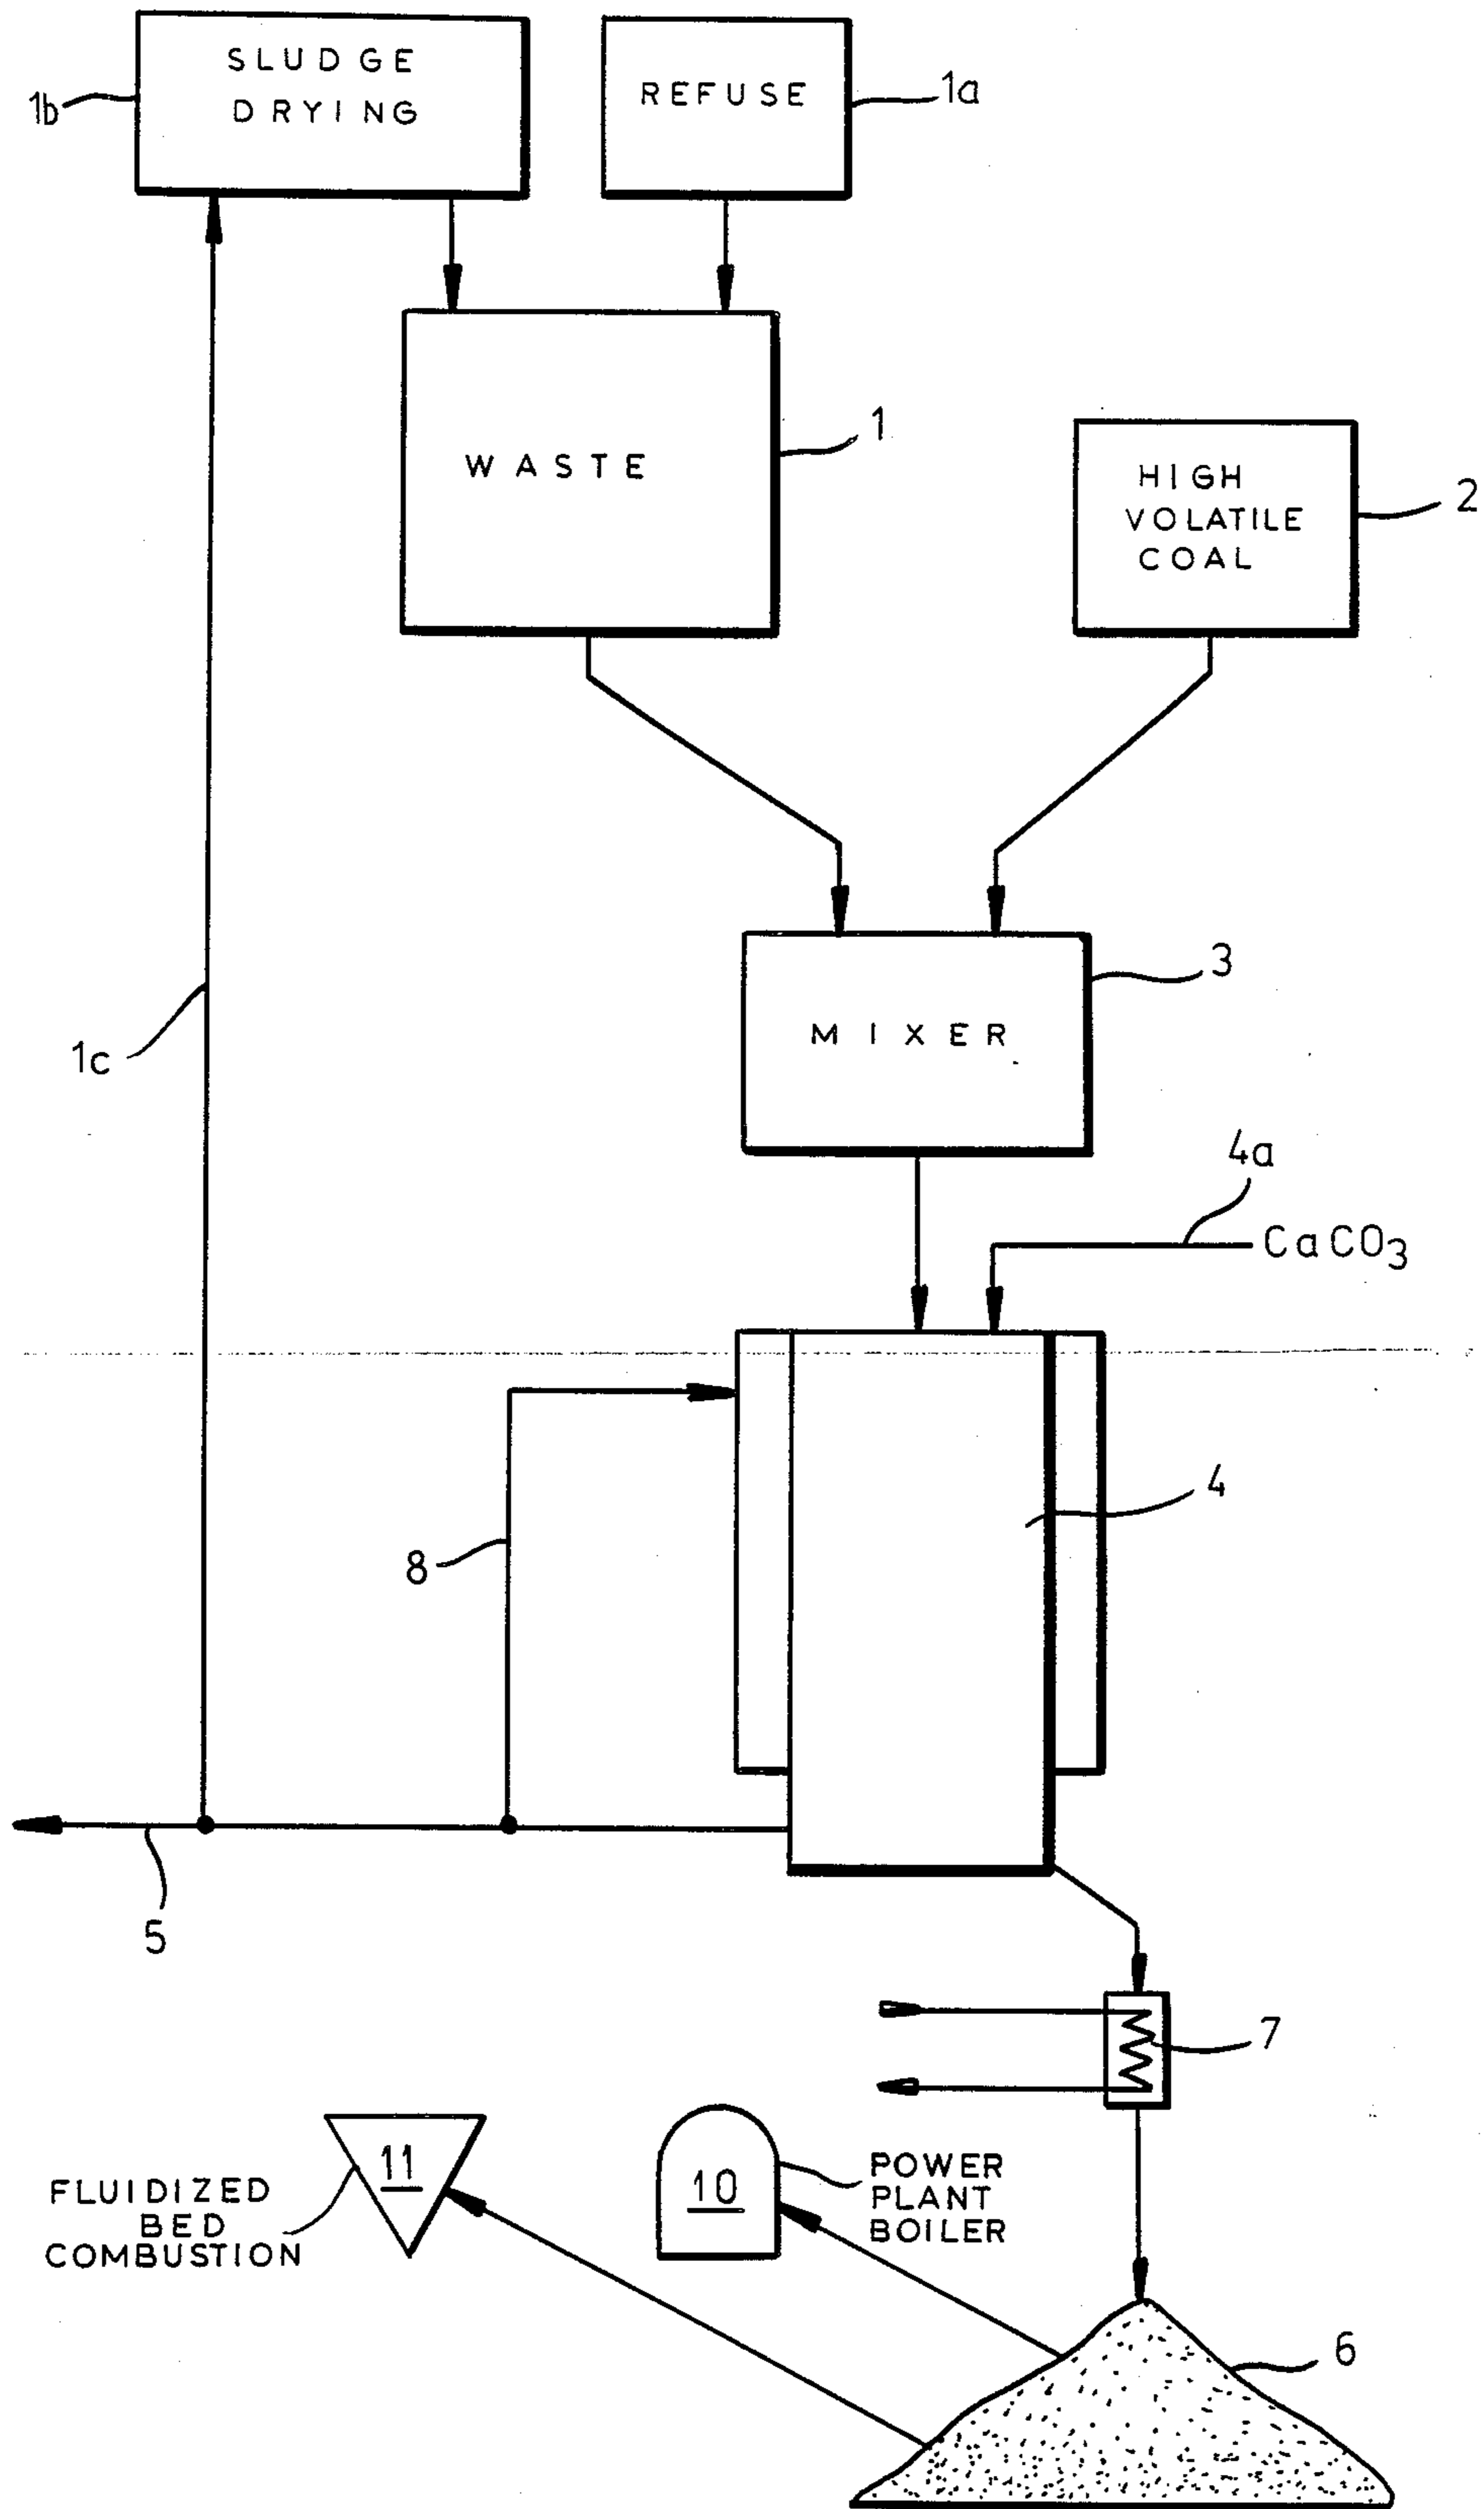 SLUDGE
DRYING
REFUSE
1a
1b
1
WASTE
HIGH
VOLATILE
COAL
2
3
MIXER
1c
4a
CaCO3
4
8
5
7
11
10
POWER
PLANT
BOILER
FLUIDIZED
BED
COMBUSTION
6